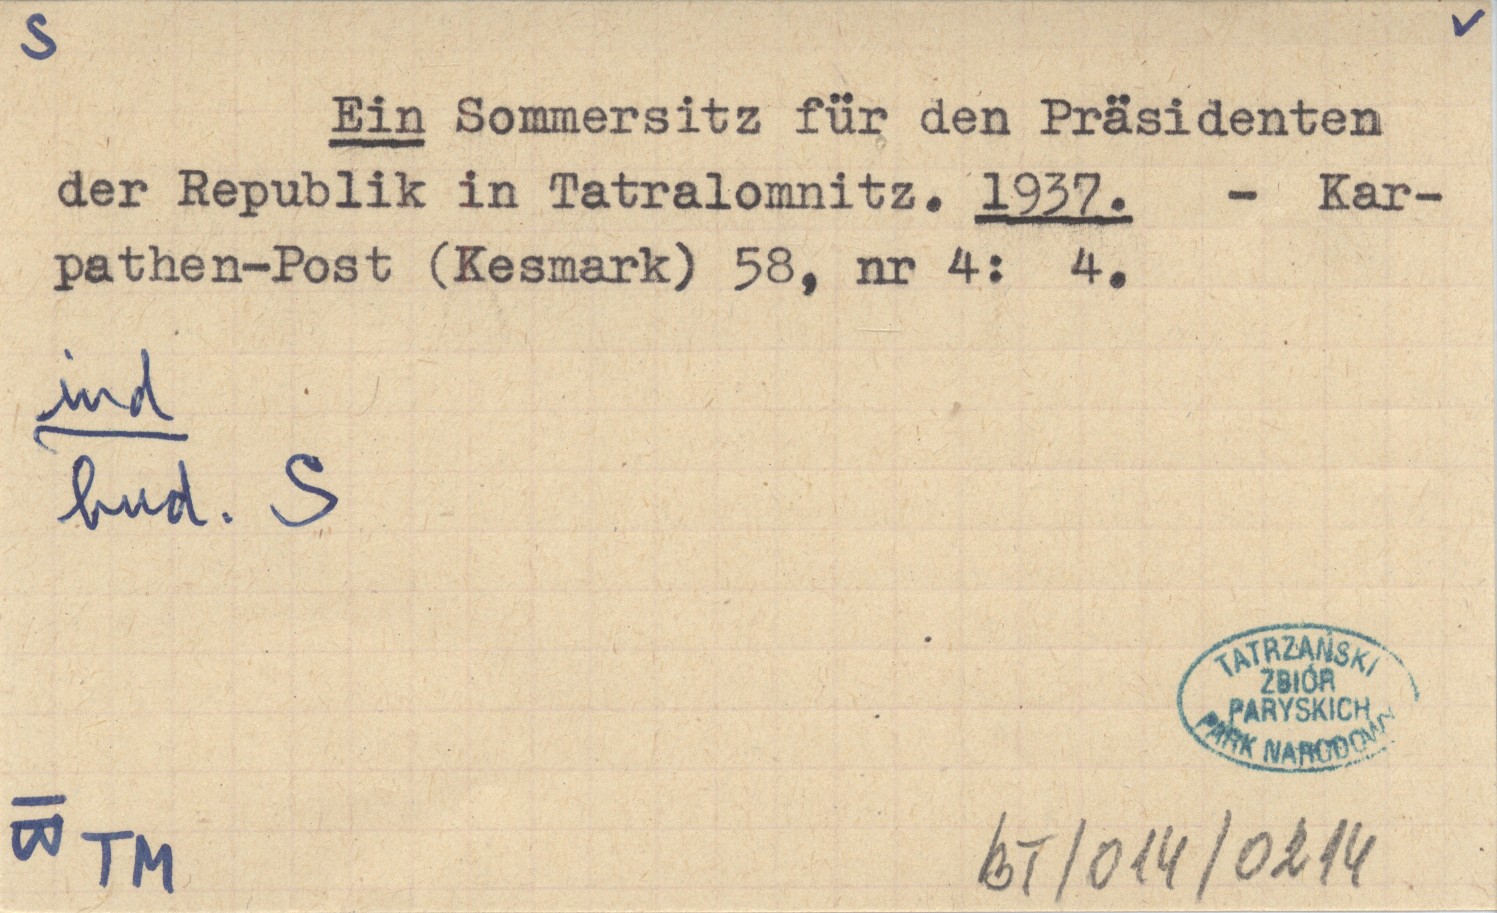 S
✓
Ein Sommersitz für den Präsidenten
der Republik in Tatralomnitz. 1937. - Kar-
pathen-Post (Kesmark) 58, nr 4: 4.
ind
bud. S
TATRZAŃSKI
ZBIÓR
PARYSKICH
PARK NARODOWY
TM
BT/014/0214